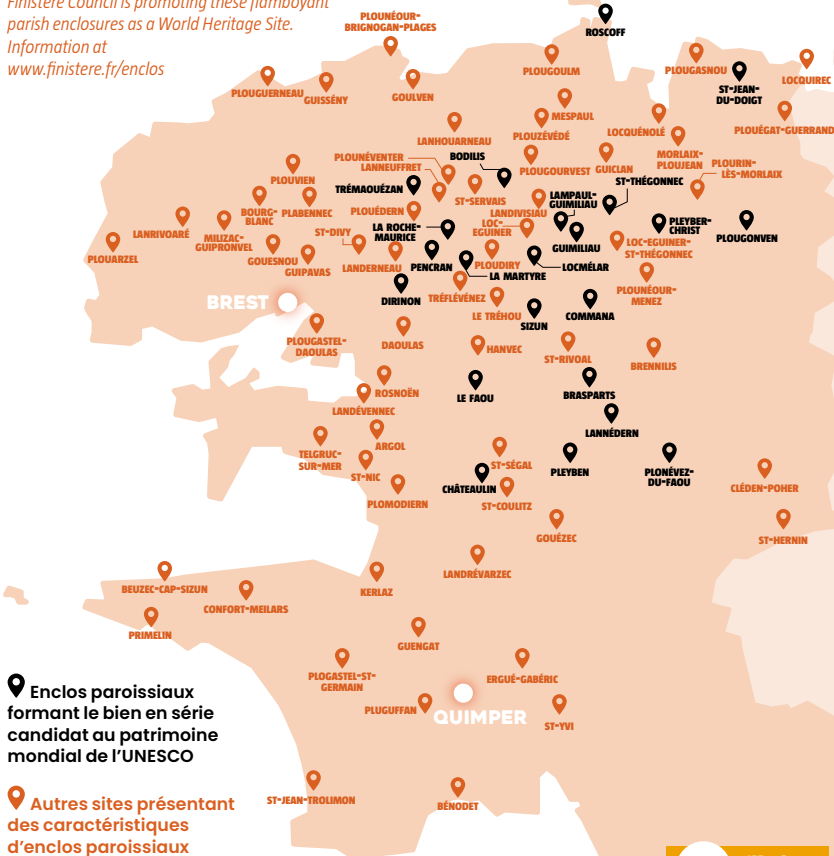 Finistère Council is promoting these flamboyant
parish enclosures as a World Heritage Site.
Information at
www.finistere.fr/enclos
PLOUNÉOUR-
BRIGNOGAN-PLAGES
ROSCOFF
PLOUGOULM
PLOUGASNOU
ST-JEAN-
DU-DOIGT
LOCQUIREC
PLOUGUERNEAU
GUISSÉNY
GOULVEN
MESPAUL
LANHOUARNEAU
PLOUZÉVÉDÉ
LOCQUÉNOLÉ
PLOUÉGAT-GUERRAND
PLOUNÉVENTER
LANNEUFFRET
BODILIS
PLOUGOURVEST
GUICLAN
MORLAIX-
PLOUJEAN
PLOURIN-
LÈS-MORLAIX
PLOUVIEN
TRÉMAOUÉZAN
ST-SERVAIS
LAMPAUL-
GUIMILIAU
ST-THÉGONNEC
BOURG-
BLANC
PLABENNEC
PLOUÉDERN
LANDIVISIAU
LANRIVOARÉ
MILIZAC-
GUIPRONVEL
ST-DIVY
LA ROCHE-
MAURICE
LOC-
EGUINER
PLEYBER-
CHRIST
PLOUGONVEN
PLOUARZEL
GOUESNOU
GUIPAVAS
LANDERNEAU
PENCRAN
PLOUDIRY
GUIMILIAU
LOC-EGUINER-
ST-THÉGONNEC
LA MARTYRE
LOCMÉLAR
BREST
DIRINON
TRÉFLÉVÉNEZ
LE TRÉHOU
SIZUN
COMMANA
PLOUNÉOUR-
MENEZ
PLOUGASTEL-
DAOULAS
DAOULAS
HANVEC
ST-RIVOAL
BRENNILIS
ROSNOËN
LE FAOU
BRASPARTS
LANDÉVENNEC
LANNÉDERN
ARGOL
TELGRUC-
SUR-MER
ST-NIC
ST-SÉGAL
PLEYBEN
PLONÉVEZ-
DU-FAOU
CLÉDEN-POHER
PLOMODIERN
CHÂTEAULIN
ST-COULITZ
GOUÉZEC
ST-HERNIN
LANDRÉVARZEC
BEUZEC-CAP-SIZUN
CONFORT-MEILARS
KERLAZ
PRIMELIN
GUENGAT
PLOGASTEL-ST-
GERMAIN
ERGUÉ-GABÉRIC
PLUGUFFAN
QUIMPER
ST-YVI
Enclos paroissiaux
formant le bien en série
candidat au patrimoine
mondial de l'UNESCO
ST-JEAN-TROLIMON
BÉNODET
Autres sites présentant
des caractéristiques
d'enclos paroissiaux